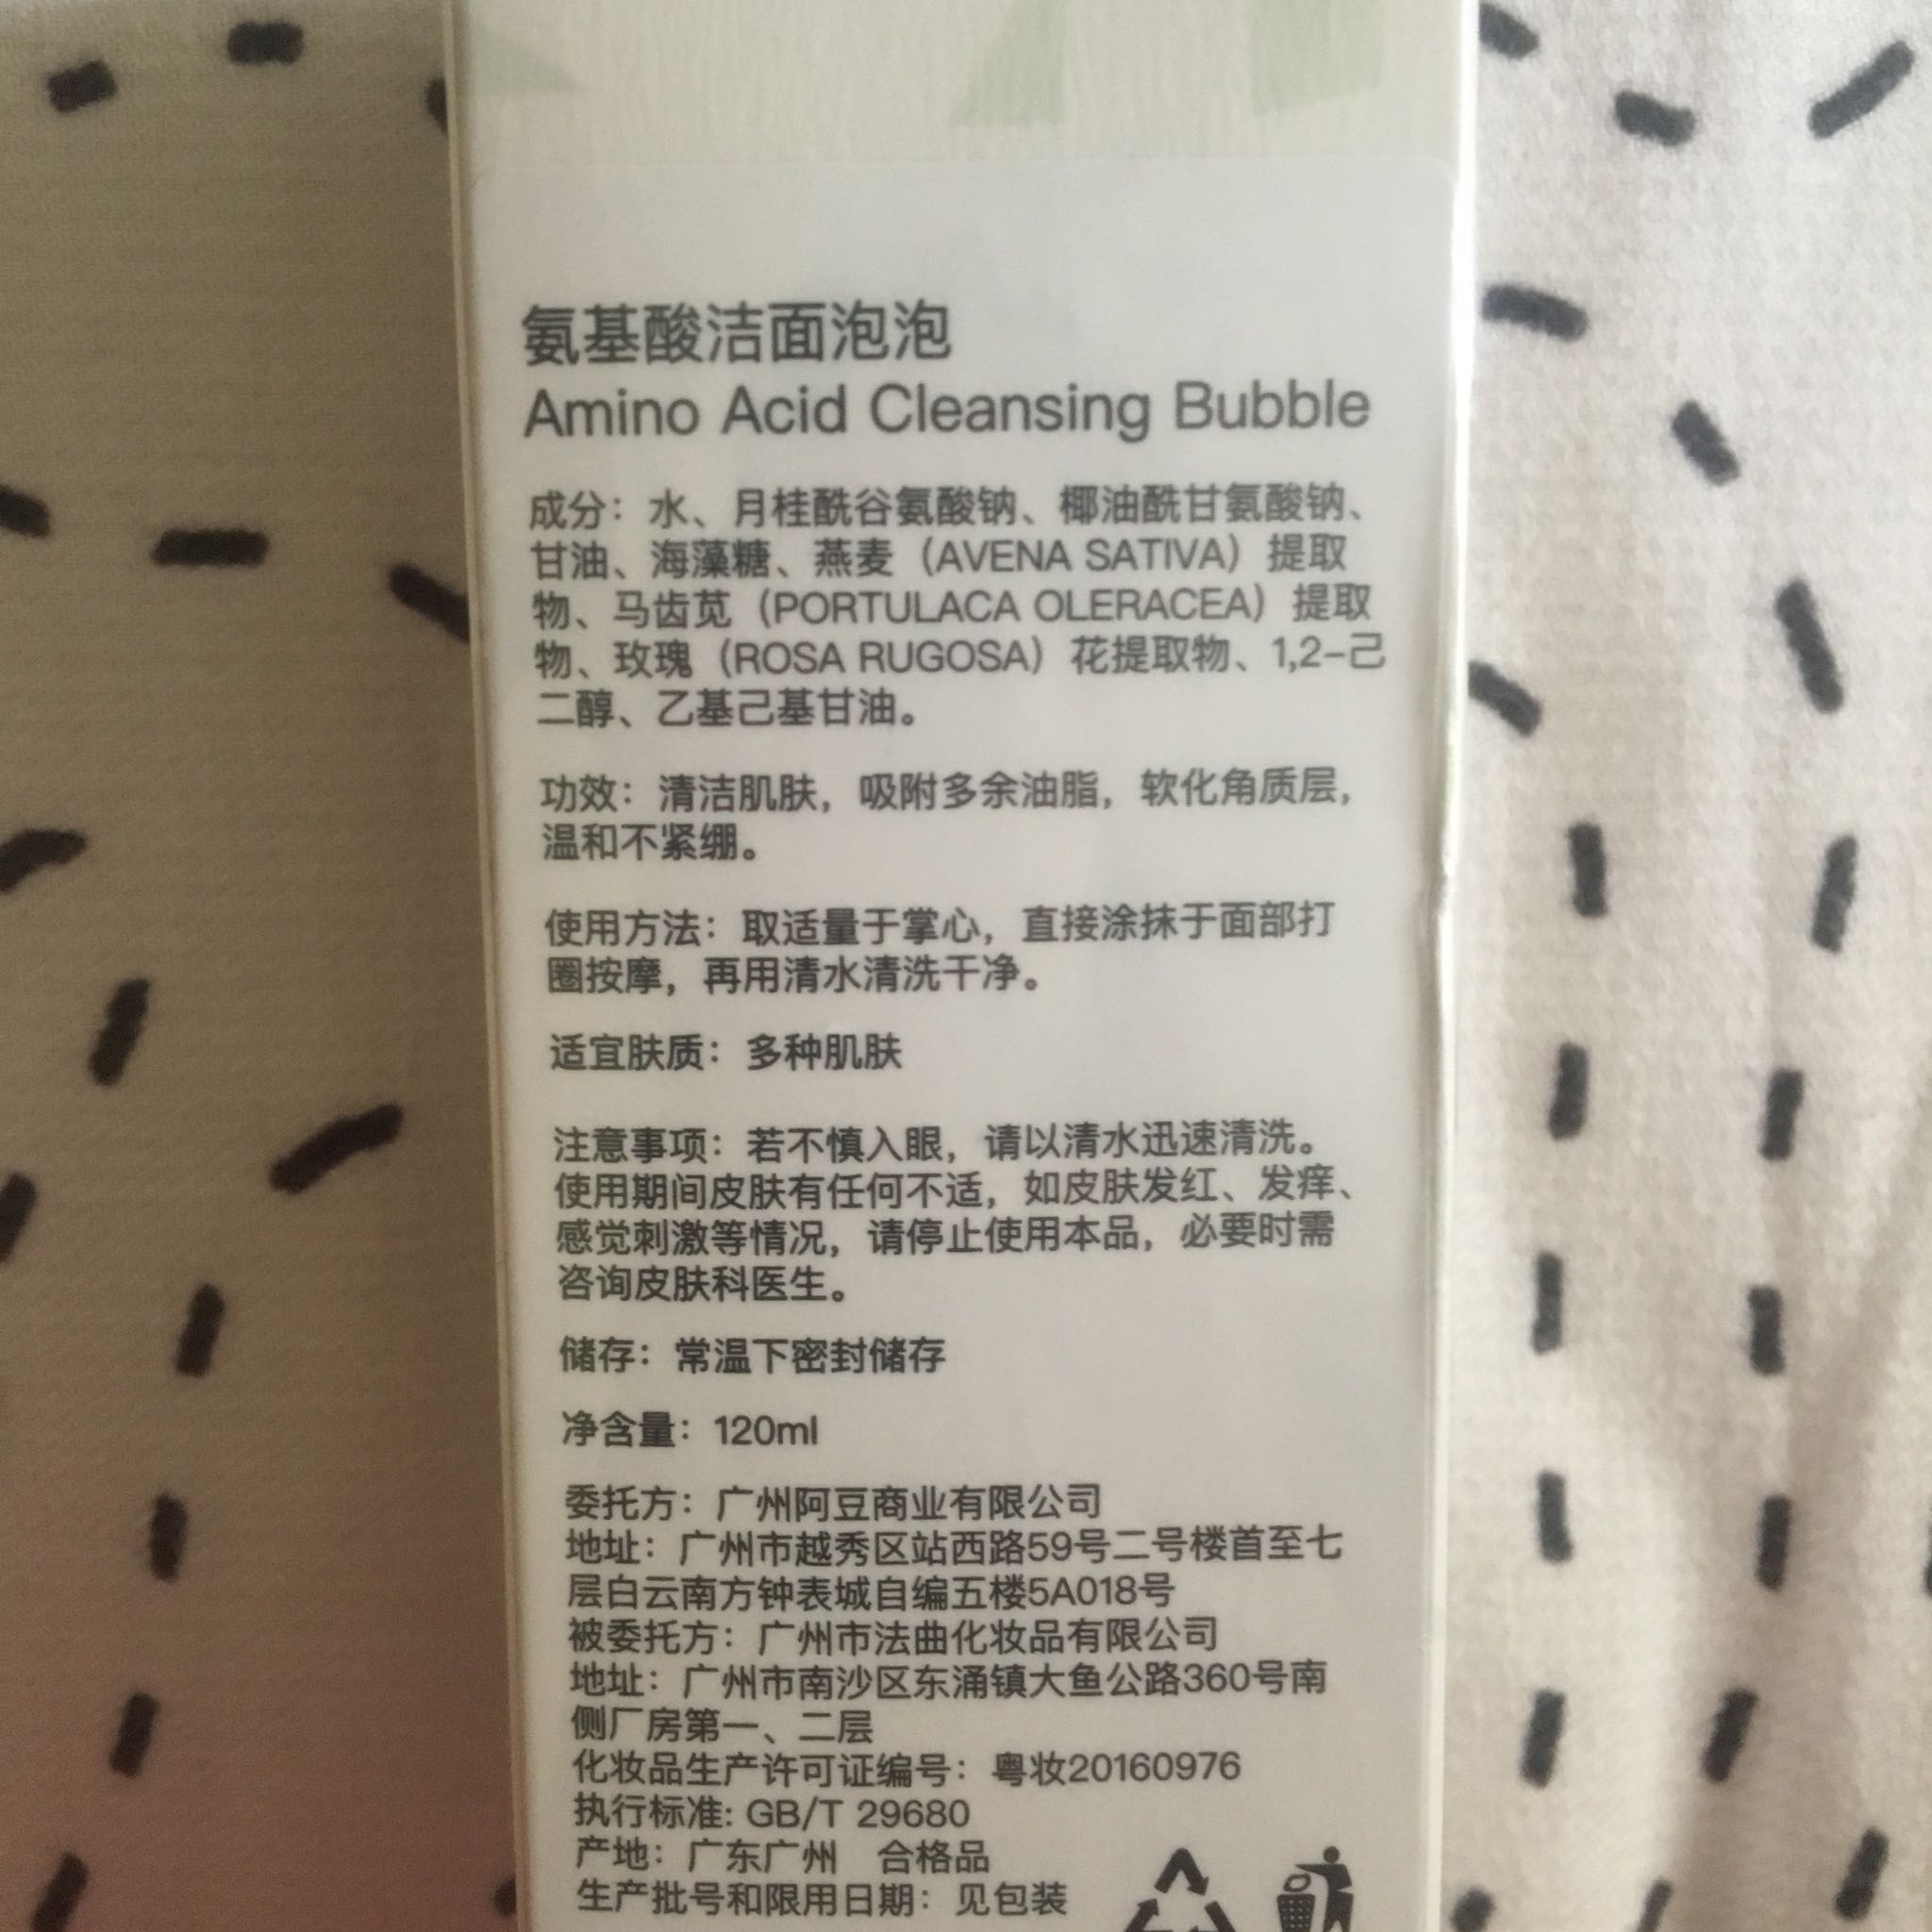 氨基酸洁面泡泡
Amino Acid Cleansing Bubble
成分：水、月桂酰谷氨酸钠、椰油酰甘氨酸钠、
甘油、海藻糖、燕麦（AVENA SATIVA）提取
物、马齿苋（PORTULACA OLERACEA）提取
物、玫瑰（ROSA RUGOSA）花提取物、1,2-己
二醇、乙基己基甘油。
功效：清洁肌肤，吸附多余油脂，软化角质层，
温和不紧绷。
使用方法：取适量于掌心，直接涂抹于面部打
圈按摩，再用清水清洗干净。
适宜肤质：多种肌肤
注意事项：若不慎入眼，请以清水迅速清洗。
使用期间皮肤有任何不适，如皮肤发红、发痒、
感觉刺激等情况，请停止使用本品，必要时需
咨询皮肤科医生。
储存：常温下密封储存
净含量：120ml
委托方：广州阿豆商业有限公司
地址：广州市越秀区站西路59号二号楼首至七
层白云南方钟表城自编五楼5A018号
被委托方：广州市法曲化妆品有限公司
地址：广州市南沙区东涌镇大鱼公路360号南
侧厂房第一、二层
化妆品生产许可证编号：粤妆20160976
执行标准: GB/T 29680
产地：广东广州 合格品
生产批号和限用日期：见包装